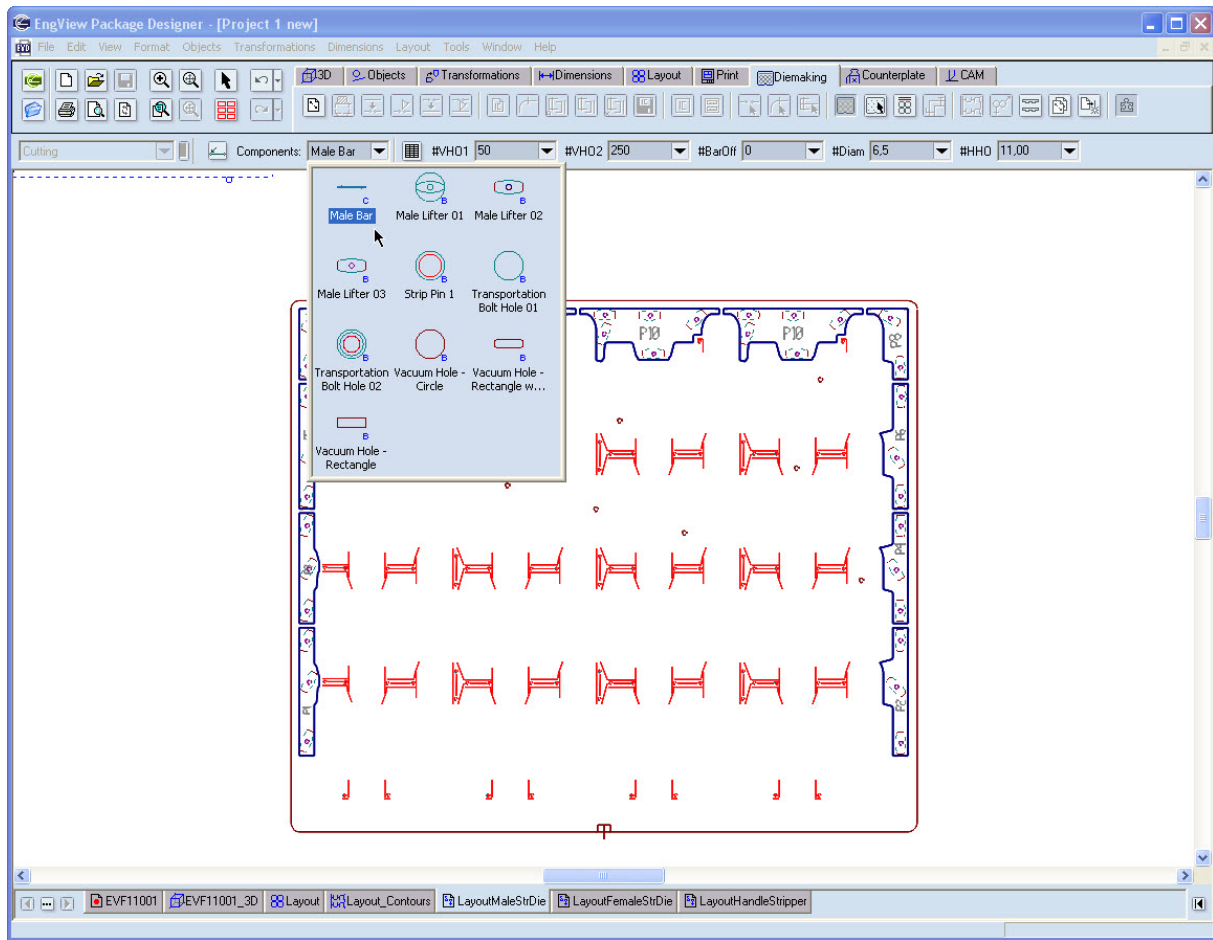 EngView Package Designer - [Project 1 new]
File Edit View Format Objects Transformations Dimensions Layout Tools Window Help
3D Objects Transformations Dimensions Layout Print Diemaking Counterplate CAM
Cutting Components: Male Bar #VHO1 50 #VHO2 250 #BarOff 0 #Diam 6,5 #HHO 11,00
C B B
Male Bar Male Lifter 01 Male Lifter 02
B B B
Male Lifter 03 Strip Pin 1 Transportation
Bolt Hole 01
B B B
Transportation Vacuum Hole - Vacuum Hole -
Bolt Hole 02 Circle Rectangle w...
B
Vacuum Hole -
Rectangle
P10 P10 P8
P6
P4
P1 P2
EVF11001 EVF11001_3D Layout Layout_Contours LayoutMaleStrDie LayoutFemaleStrDie LayoutHandleStripper